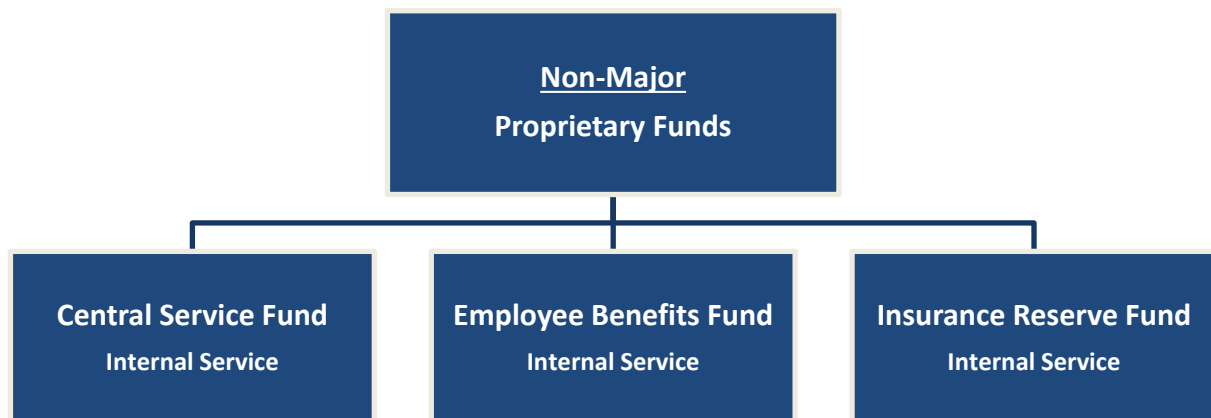 Non-Major
Proprietary Funds
Central Service Fund
Internal Service
Employee Benefits Fund
Internal Service
Insurance Reserve Fund
Internal Service